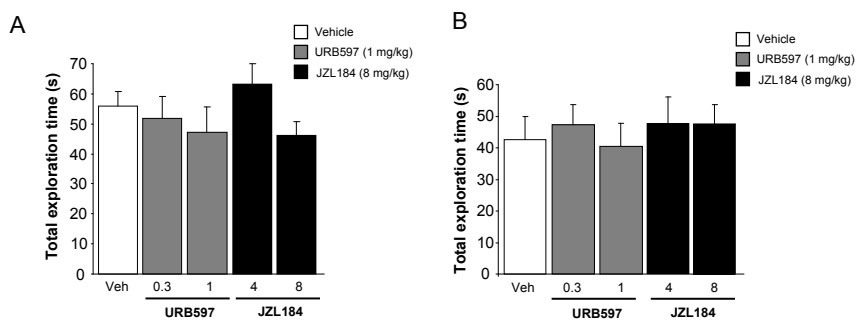 A
Vehicle
URB597 (1 mg/kg)
JZL184 (8 mg/kg)
Total exploration time (s)
70
60
50
40
30
20
10
0
Veh
0.3
1
4
8
URB597
JZL184
B
Vehicle
URB597 (1 mg/kg)
JZL184 (8 mg/kg)
Total exploration time (s)
60
50
40
30
20
10
0
Veh
0.3
1
4
8
URB597
JZL184